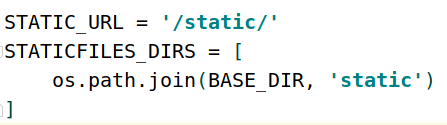 STATIC_URL = '/static/'
STATICFILES_DIRS = [
    os.path.join(BASE_DIR, 'static')
]